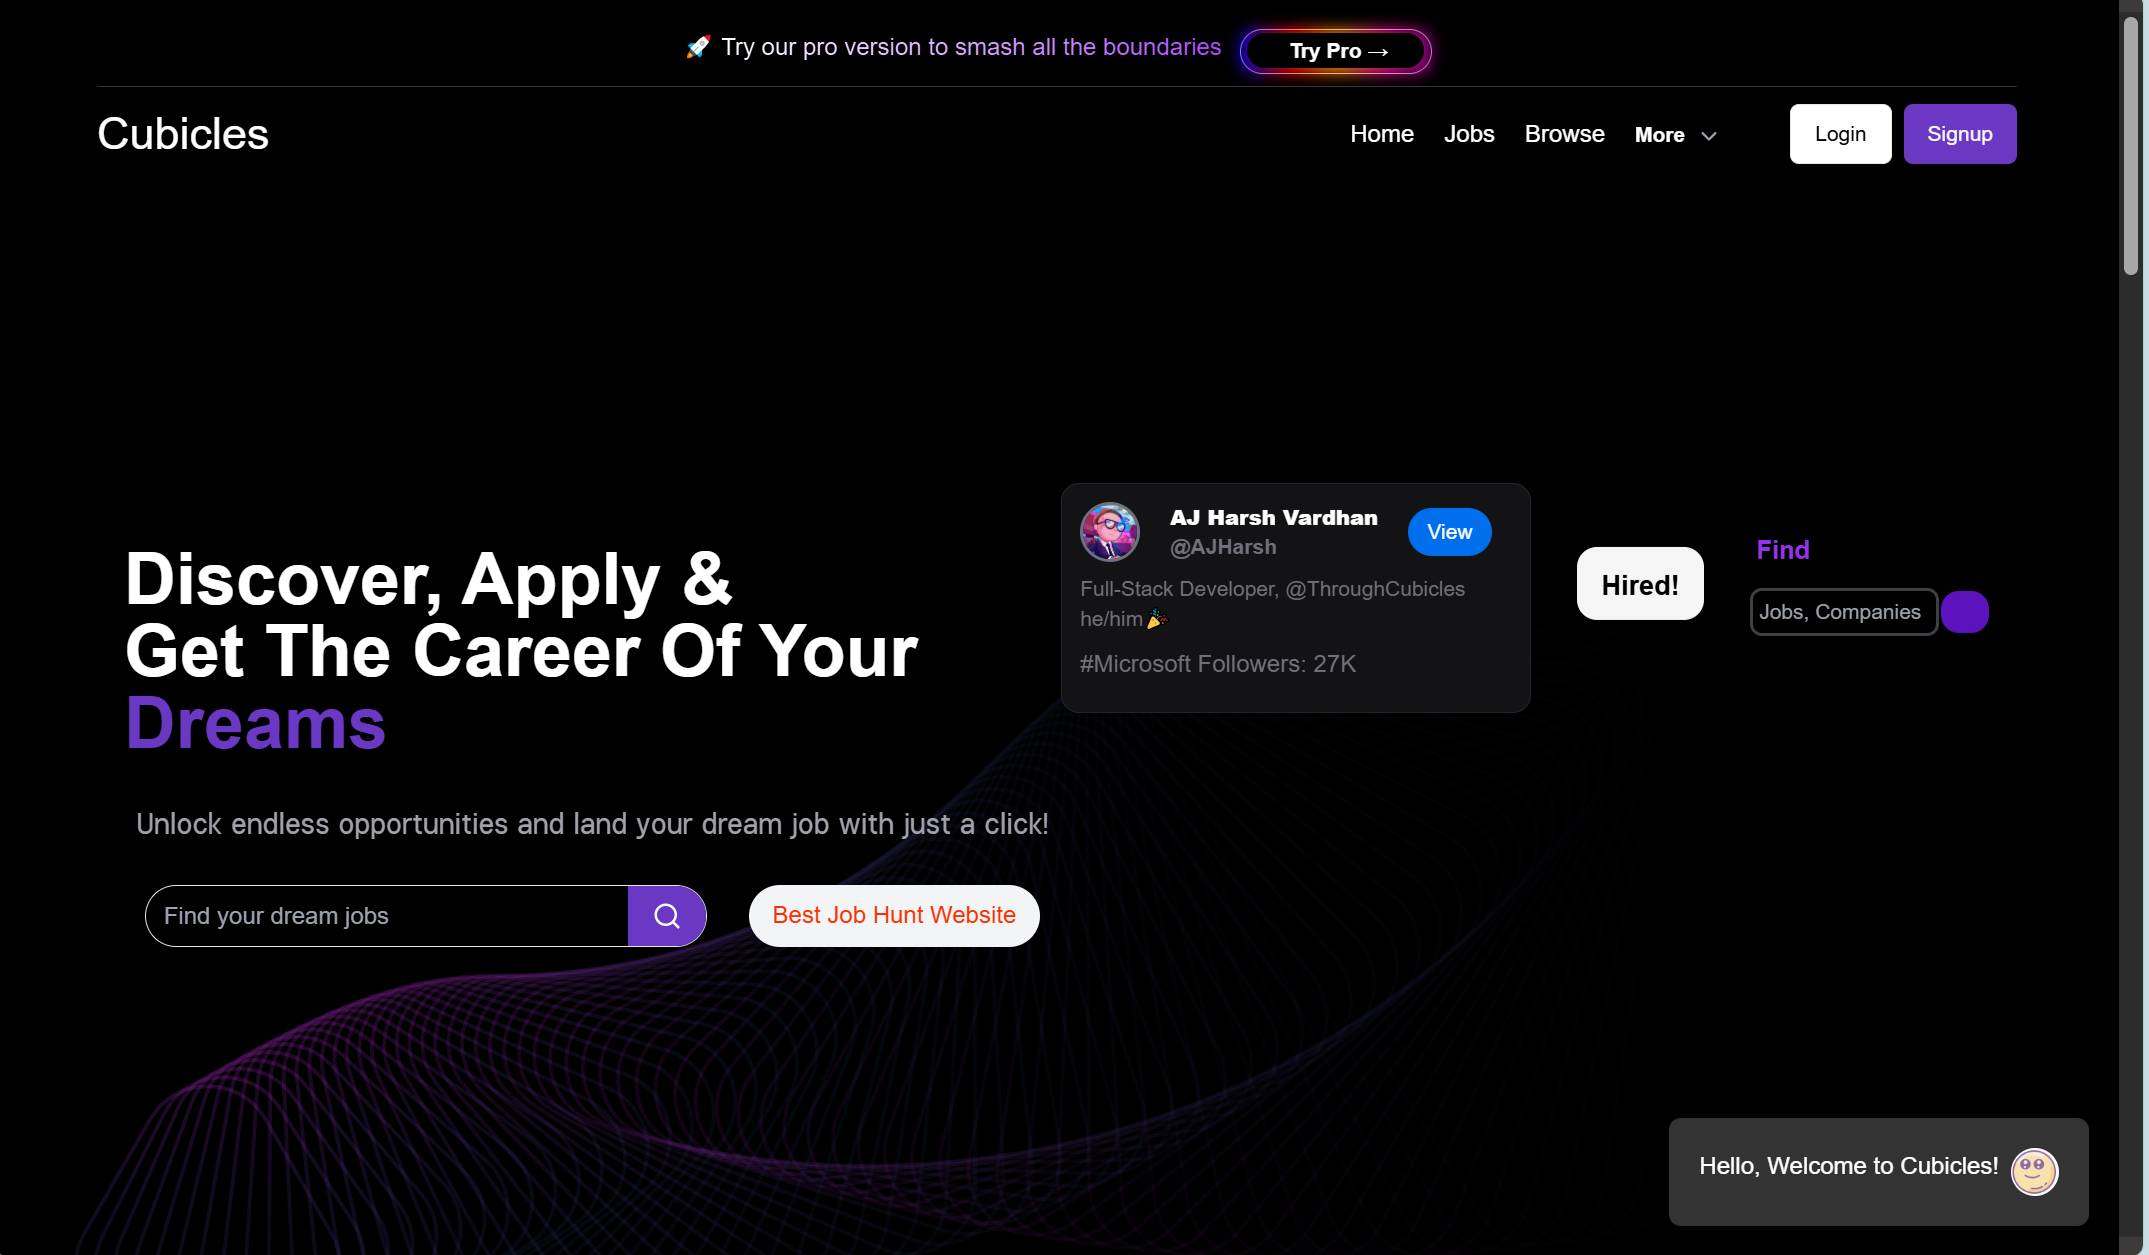 🚀 Try our pro version to smash all the boundaries
Try Pro →
Cubicles
Home
Jobs
Browse
More
Login
Signup
Discover, Apply &
Get The Career Of Your
Dreams
Unlock endless opportunities and land your dream job with just a click!
Find your dream jobs
Best Job Hunt Website
AJ Harsh Vardhan
@AJHarsh
View
Full-Stack Developer, @ThroughCubicles
he/him 🎉
#Microsoft Followers: 27K
Hired!
Find
Jobs, Companies
Hello, Welcome to Cubicles!